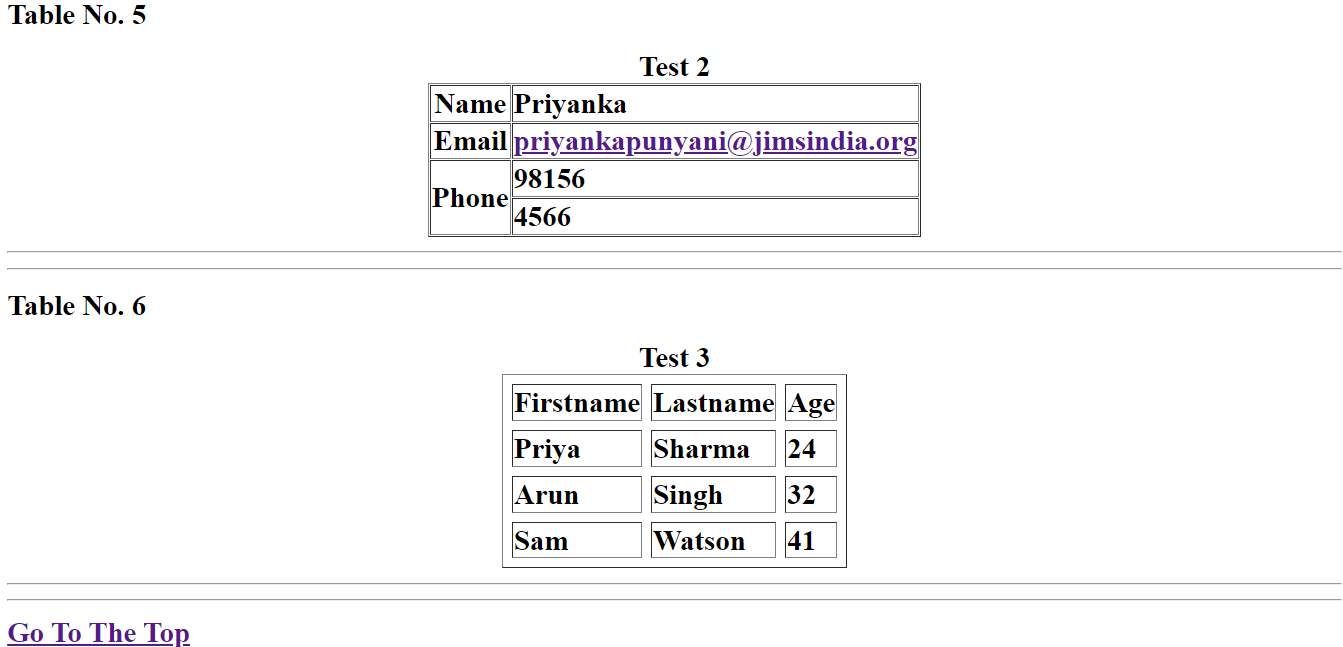 Table No. 5
Test 2
Name Priyanka
Email priyankapunyani@jimsindia.org
Phone 98156
4566
Table No. 6
Test 3
Firstname Lastname Age
Priya Sharma 24
Arun Singh 32
Sam Watson 41
Go To The Top